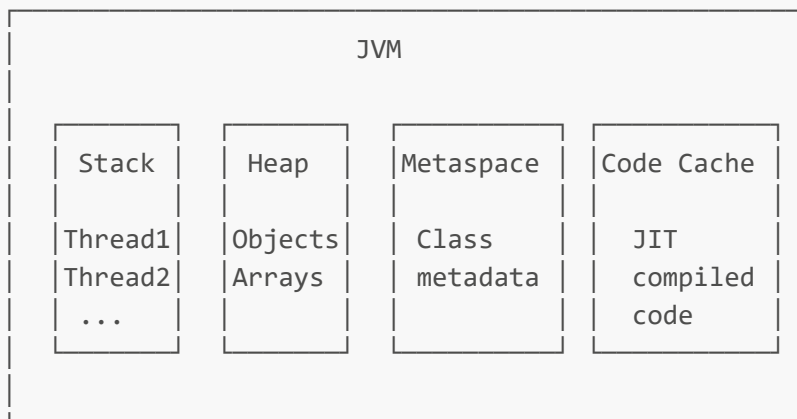 JVM
Stack Heap Metaspace Code Cache
Thread1 Objects Class JIT
Thread2 Arrays metadata compiled
... code